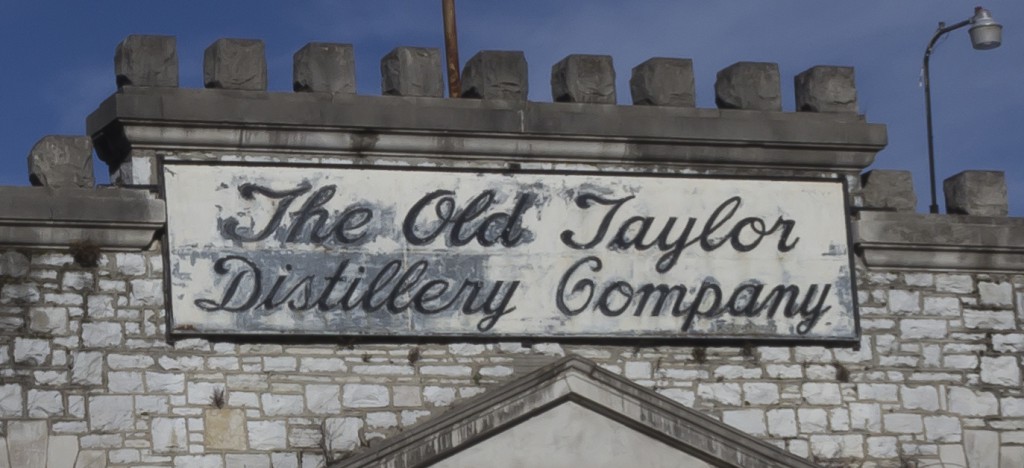 The Old Taylor
Distillery Company